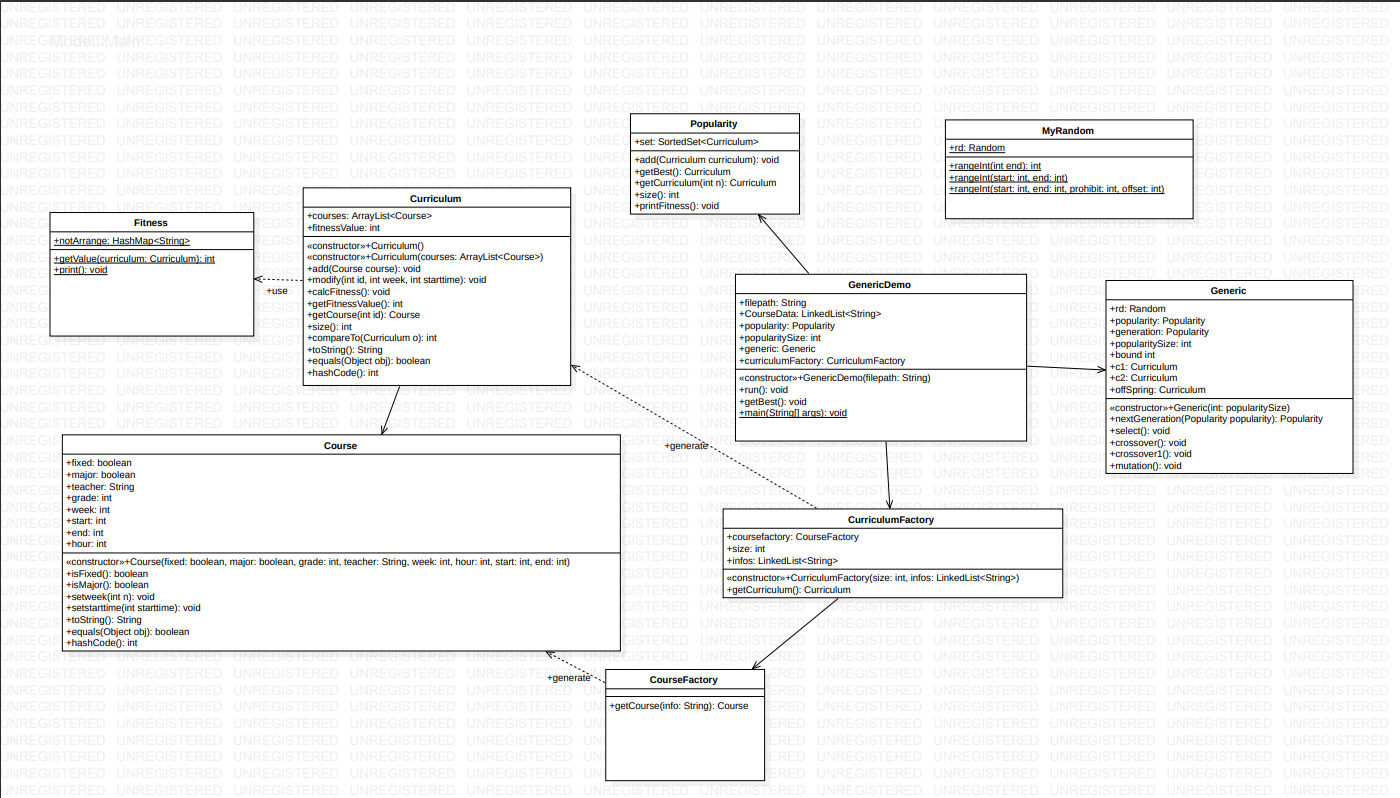 Model: Main
Popularity
+set: SortedSet<Curriculum>
+add(Curriculum curriculum): void
+getBest(): Curriculum
+getCurriculum(int n): Curriculum
+size(): int
+printFitness(): void
MyRandom
+rd: Random
+rangeInt(int end): int
+rangeInt(start: int, end: int)
+rangeInt(start: int, end: int, prohibit: int, offset: int)
Fitness
+notArrange: HashMap<String>
+getValue(curriculum: Curriculum): int
+print(): void
+use
Curriculum
+courses: ArrayList<Course>
+fitnessValue: int
«constructor»+Curriculum()
«constructor»+Curriculum(courses: ArrayList<Course>)
+add(Course course): void
+modify(int id, int week, int starttime): void
+calcFitness(): void
+getFitnessValue(): int
+getCourse(int id): Course
+size(): int
+compareTo(Curriculum o): int
+toString(): String
+equals(Object obj): boolean
+hashCode(): int
GenericDemo
+filepath: String
+CourseData: LinkedList<String>
+popularity: Popularity
+popularitySize: int
+generic: Generic
+curriculumFactory: CurriculumFactory
«constructor»+GenericDemo(filepath: String)
+run(): void
+getBest(): void
+main(String[] args): void
Generic
+rd: Random
+popularity: Popularity
+generation: Popularity
+popularitySize: int
+bound int
+c1: Curriculum
+c2: Curriculum
+offSpring: Curriculum
«constructor»+Generic(int: popularitySize)
+nextGeneration(Popularity popularity): Popularity
+select(): void
+crossover(): void
+crossover1(): void
+mutation(): void
+generate
Course
+fixed: boolean
+major: boolean
+teacher: String
+grade: int
+week: int
+start: int
+end: int
+hour: int
«constructor»+Course(fixed: boolean, major: boolean, grade: int, teacher: String, week: int, hour: int, start: int, end: int)
+isFixed(): boolean
+isMajor(): boolean
+setweek(int n): void
+setstarttime(int starttime): void
+toString(): String
+equals(Object obj): boolean
+hashCode(): int
CurriculumFactory
+coursefactory: CourseFactory
+size: int
+infos: LinkedList<String>
«constructor»+CurriculumFactory(size: int, infos: LinkedList<String>)
+getCurriculum(): Curriculum
+generate
CourseFactory
+getCourse(info: String): Course
UNREGISTERED